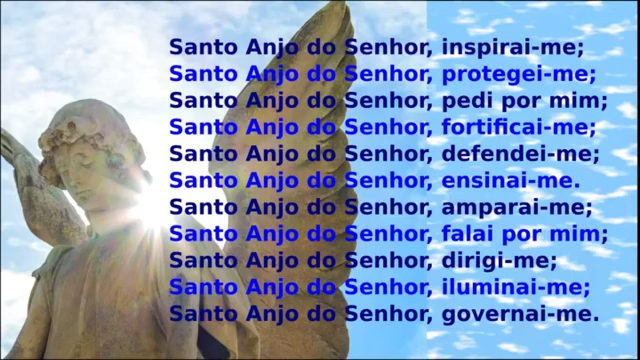 Santo Anjo do Senhor, inspirai-me;
Santo Anjo do Senhor, protegei-me;
Santo Anjo do Senhor, pedi por mim;
Santo Anjo do Senhor, fortificai-me;
Santo Anjo do Senhor, defendei-me;
Santo Anjo do Senhor, ensinai-me.
Santo Anjo do Senhor, amparai-me;
Santo Anjo do Senhor, falai por mim;
Santo Anjo do Senhor, dirigi-me;
Santo Anjo do Senhor, iluminai-me;
Santo Anjo do Senhor, governai-me.